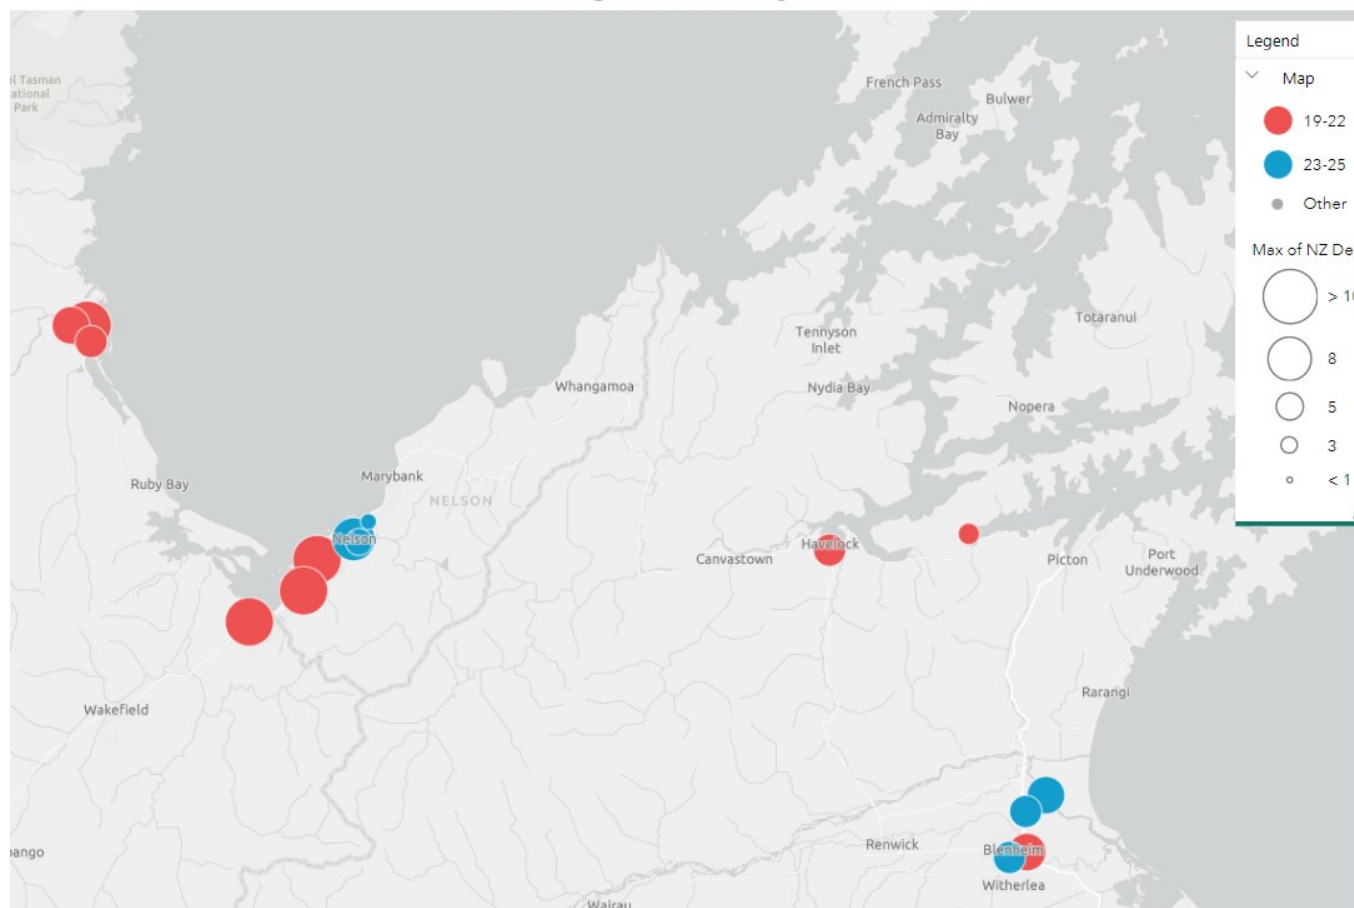 French Pass
Bulwer
Admiralty
Bay
Tasman
ational
Park
Legend
Map
19-22
23-25
Other
Max of NZ De
> 10
8
5
3
< 1
Totaranui
Tennyson
Inlet
Whangamoa
Nydia Bay
Nopera
Marybank
Ruby Bay
NELSON
Nelson
Havelock
Canvastown
Picton
Port
Underwood
Rarangi
Wakefield
Renwick
Blenheim
Witherlea
Wairau